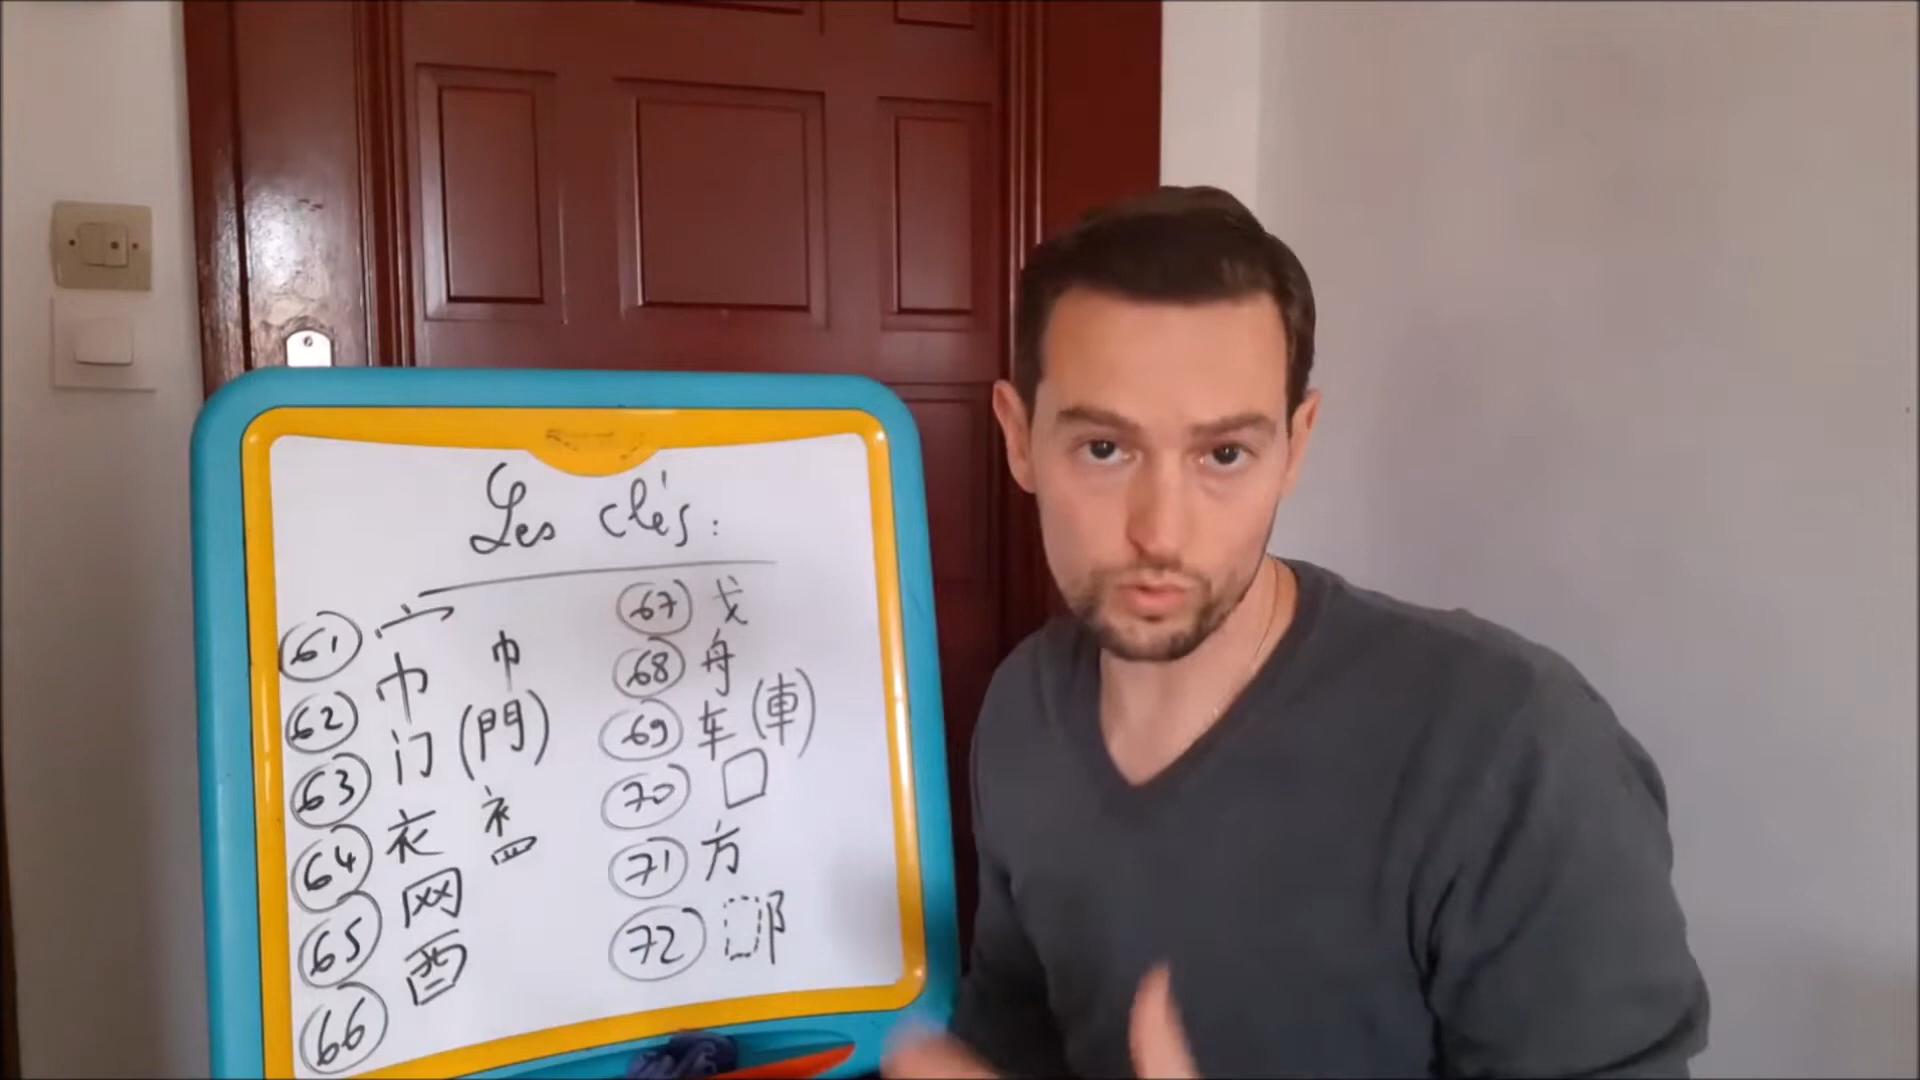 Les clés :
61 宀
62 巾 巾
63 门 (門)
64 衣 衤
65 网 罒
66 酉
67 戈
68 舟
69 车 (車)
70 囗
71 方
72 阝